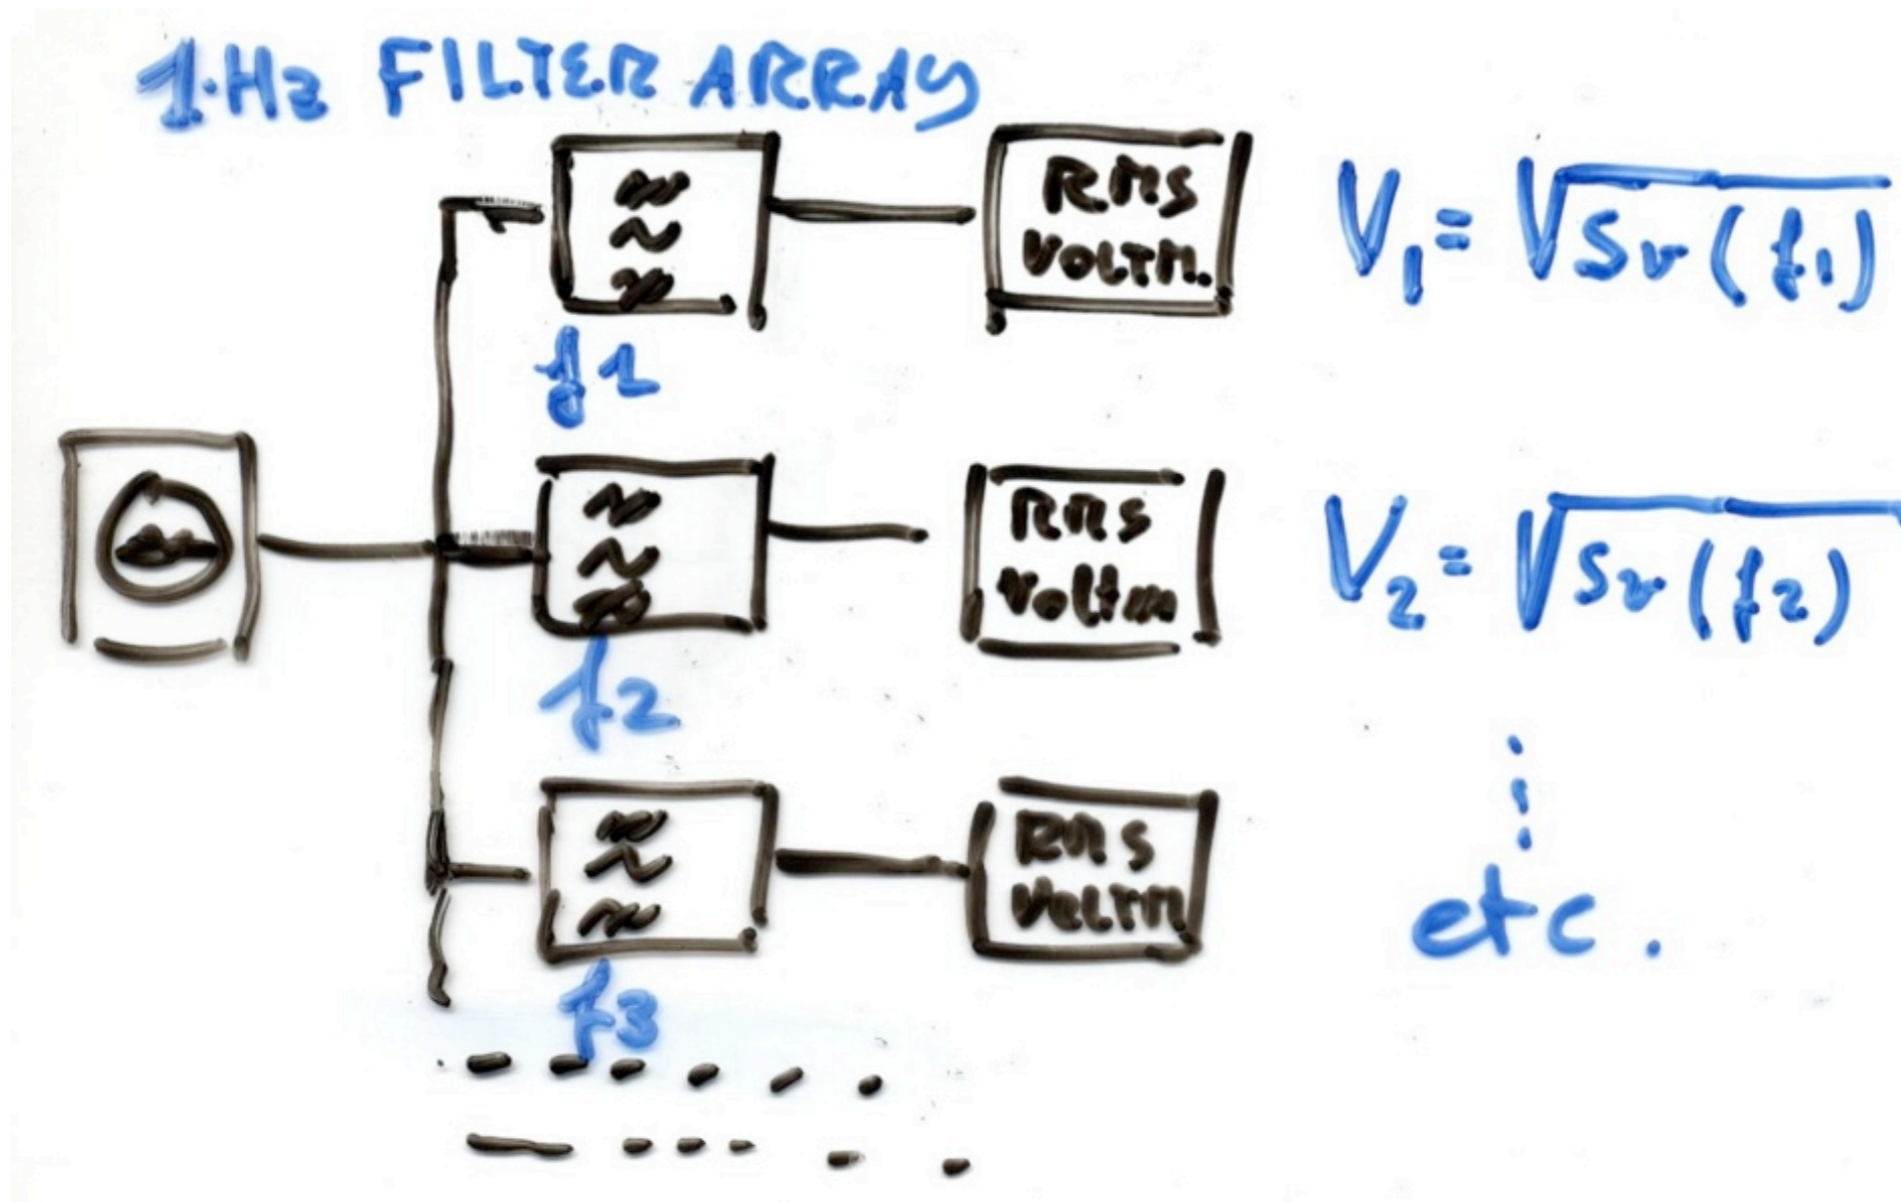 1.Hz FILTER ARRAY
RMS
VOLTM.
V₁ = √Sv(f1)
f1
RMS
Voltm
V₂ = √Sv(f2)
f2
RMS
VOLTM
etc.
f3